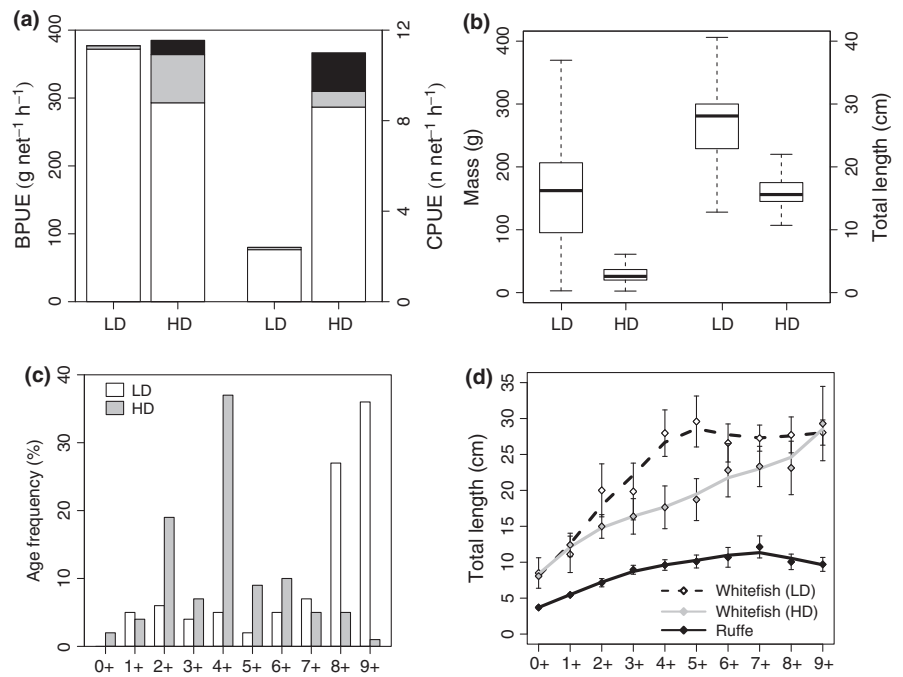 (a)
400
300
200
100
0
BPUE (g net⁻¹ h⁻¹)
12
8
4
0
CPUE (n net⁻¹ h⁻¹)
LD HD LD HD
(b)
400
300
200
100
0
Mass (g)
40
30
20
10
0
Total length (cm)
LD HD LD HD
(c)
40
30
20
10
0
Age frequency (%)
LD
HD
0+ 1+ 2+ 3+ 4+ 5+ 6+ 7+ 8+ 9+
(d)
35
30
25
20
15
10
5
0
Total length (cm)
Whitefish (LD)
Whitefish (HD)
Ruffe
0+ 1+ 2+ 3+ 4+ 5+ 6+ 7+ 8+ 9+